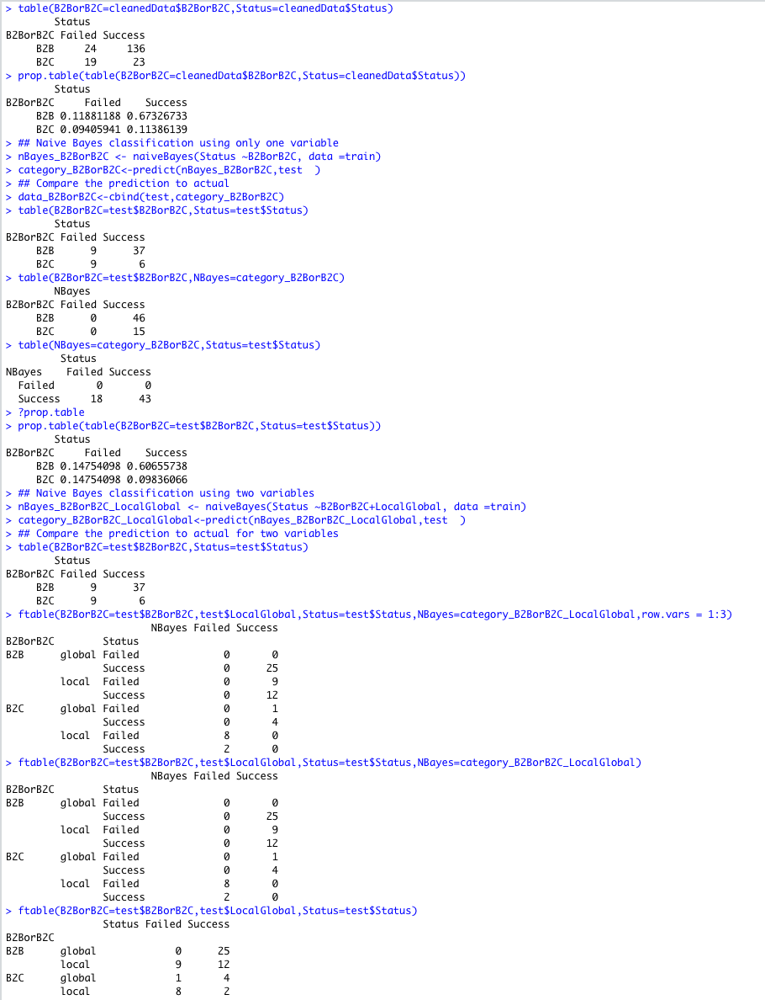 > table(B2BorB2C=cleanedData$B2BorB2C,Status=cleanedData$Status)
        Status
B2BorB2C Failed Success
     B2B     24     136
     B2C     19      23
> prop.table(table(B2BorB2C=cleanedData$B2BorB2C,Status=cleanedData$Status))
        Status
B2BorB2C     Failed    Success
     B2B 0.11881188 0.67326733
     B2C 0.09405941 0.11386139
> ## Naive Bayes classification using only one variable
> nBayes_B2BorB2C <- naiveBayes(Status ~B2BorB2C, data =train)
> category_B2BorB2C<-predict(nBayes_B2BorB2C,test  )
> ## Compare the prediction to actual
> data_B2BorB2C<-cbind(test,category_B2BorB2C)
> table(B2BorB2C=test$B2BorB2C,Status=test$Status)
        Status
B2BorB2C Failed Success
     B2B      9      37
     B2C      9       6
> table(B2BorB2C=test$B2BorB2C,NBayes=category_B2BorB2C)
        NBayes
B2BorB2C Failed Success
     B2B      0      46
     B2C      0      15
> table(NBayes=category_B2BorB2C,Status=test$Status)
         Status
NBayes    Failed Success
  Failed       0       0
  Success     18      43
> ?prop.table
> prop.table(table(B2BorB2C=test$B2BorB2C,Status=test$Status))
        Status
B2BorB2C     Failed    Success
     B2B 0.14754098 0.60655738
     B2C 0.14754098 0.09836066
> ## Naive Bayes classification using two variables
> nBayes_B2BorB2C_LocalGlobal <- naiveBayes(Status ~B2BorB2C+LocalGlobal, data =train)
> category_B2BorB2C_LocalGlobal<-predict(nBayes_B2BorB2C_LocalGlobal,test  )
> ## Compare the prediction to actual for two variables
> table(B2BorB2C=test$B2BorB2C,Status=test$Status)
        Status
B2BorB2C Failed Success
     B2B      9      37
     B2C      9       6
> ftable(B2BorB2C=test$B2BorB2C,test$LocalGlobal,Status=test$Status,NBayes=category_B2BorB2C_LocalGlobal,row.vars = 1:3)
                       NBayes Failed Success
B2BorB2C        Status
B2B      global Failed             0       0
                Success            0      25
         local  Failed             0       9
                Success            0      12
B2C      global Failed             0       1
                Success            0       4
         local  Failed             8       0
                Success            2       0
> ftable(B2BorB2C=test$B2BorB2C,test$LocalGlobal,Status=test$Status,NBayes=category_B2BorB2C_LocalGlobal)
                       NBayes Failed Success
B2BorB2C        Status
B2B      global Failed             0       0
                Success            0      25
         local  Failed             0       9
                Success            0      12
B2C      global Failed             0       1
                Success            0       4
         local  Failed             8       0
                Success            2       0
> ftable(B2BorB2C=test$B2BorB2C,test$LocalGlobal,Status=test$Status)
                Status Failed Success
B2BorB2C
B2B      global             0      25
         local              9      12
B2C      global             1       4
         local              8       2